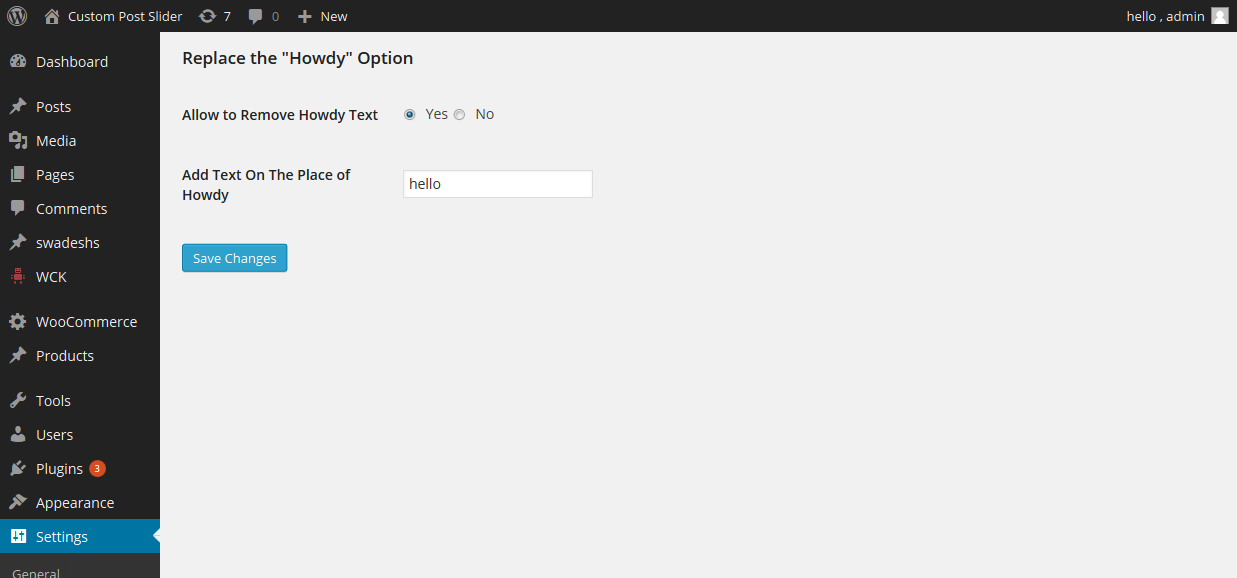 Custom Post Slider 7 0 New hello , admin
Dashboard
Posts
Media
Pages
Comments
swadeshs
WCK
WooCommerce
Products
Tools
Users
Plugins 3
Appearance
Settings
General
Replace the "Howdy" Option
Allow to Remove Howdy Text Yes No
Add Text On The Place of
Howdy
hello
Save Changes